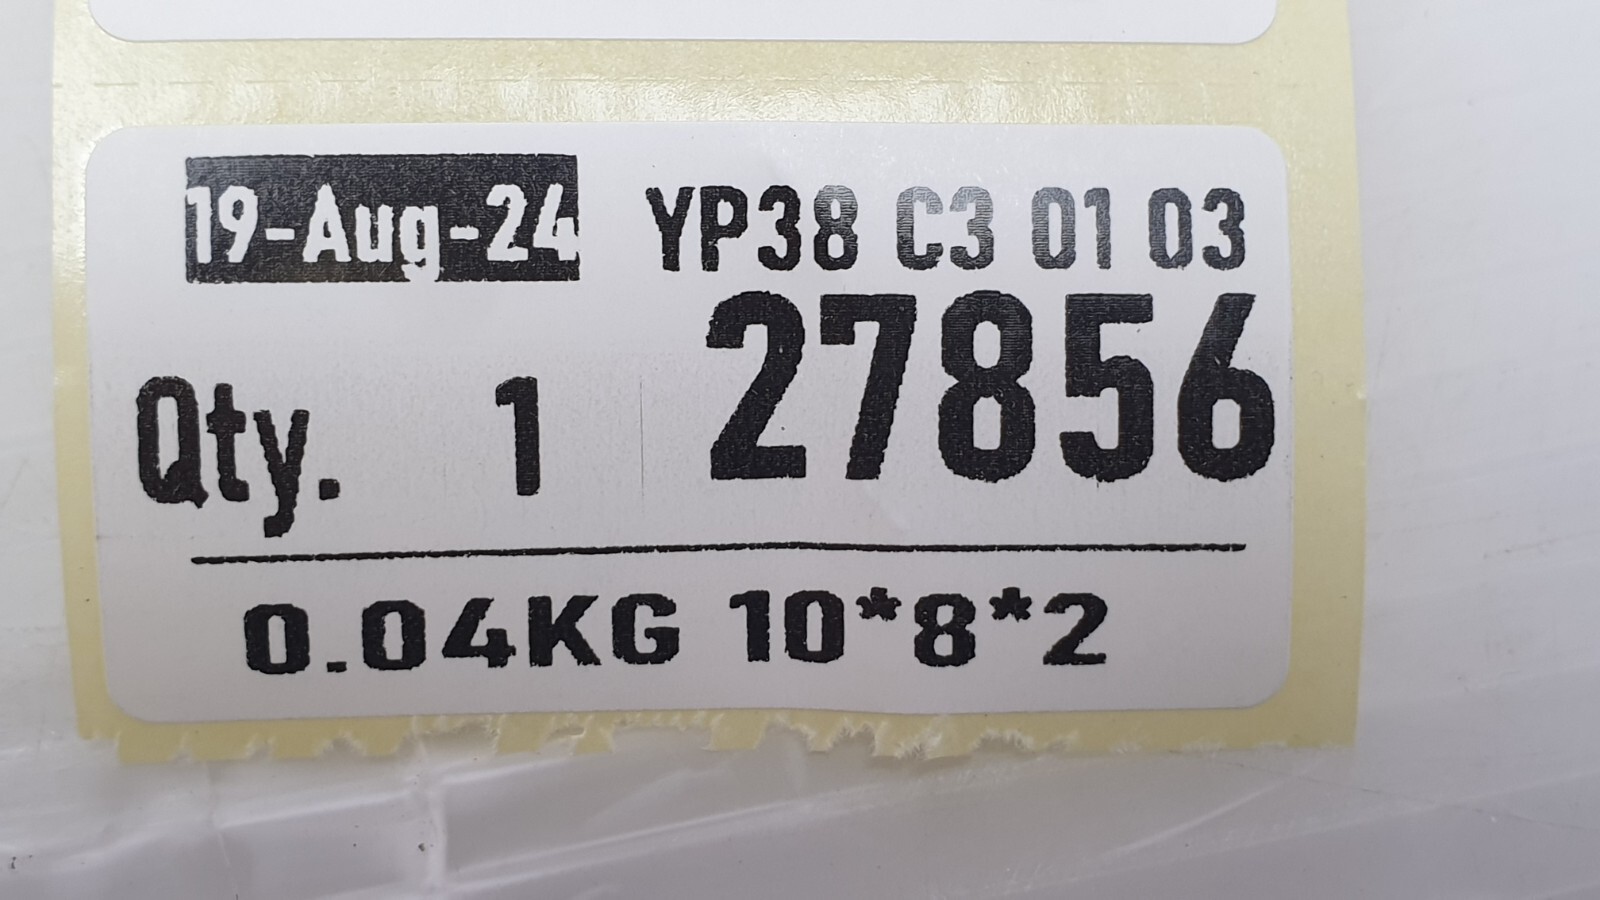 19-Aug-24 YP38 C3 01 03
27856
Qty. 1
0.04KG 10*8*2